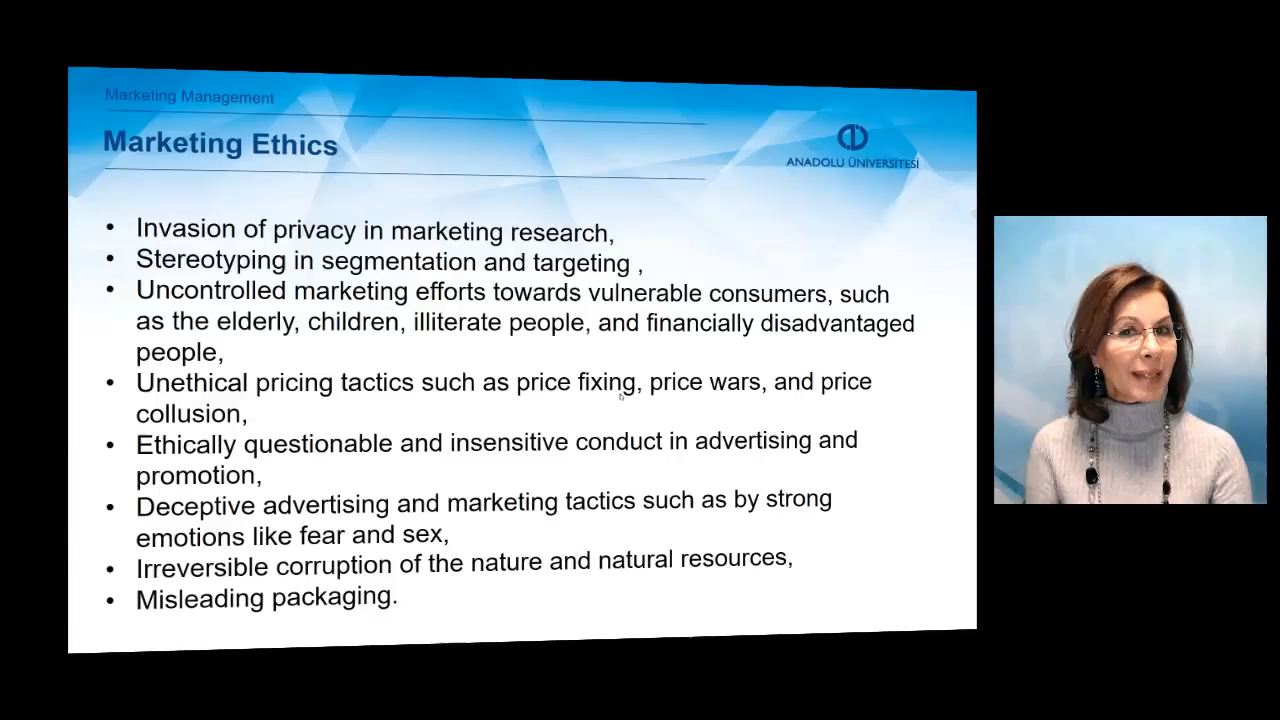 Marketing Management
Marketing Ethics
ANADOLU ÜNİVERSİTESİ
• Invasion of privacy in marketing research,
• Stereotyping in segmentation and targeting ,
• Uncontrolled marketing efforts towards vulnerable consumers, such
as the elderly, children, illiterate people, and financially disadvantaged
people,
• Unethical pricing tactics such as price fixing, price wars, and price
collusion,
• Ethically questionable and insensitive conduct in advertising and
promotion,
• Deceptive advertising and marketing tactics such as by strong
emotions like fear and sex,
• Irreversible corruption of the nature and natural resources,
• Misleading packaging.